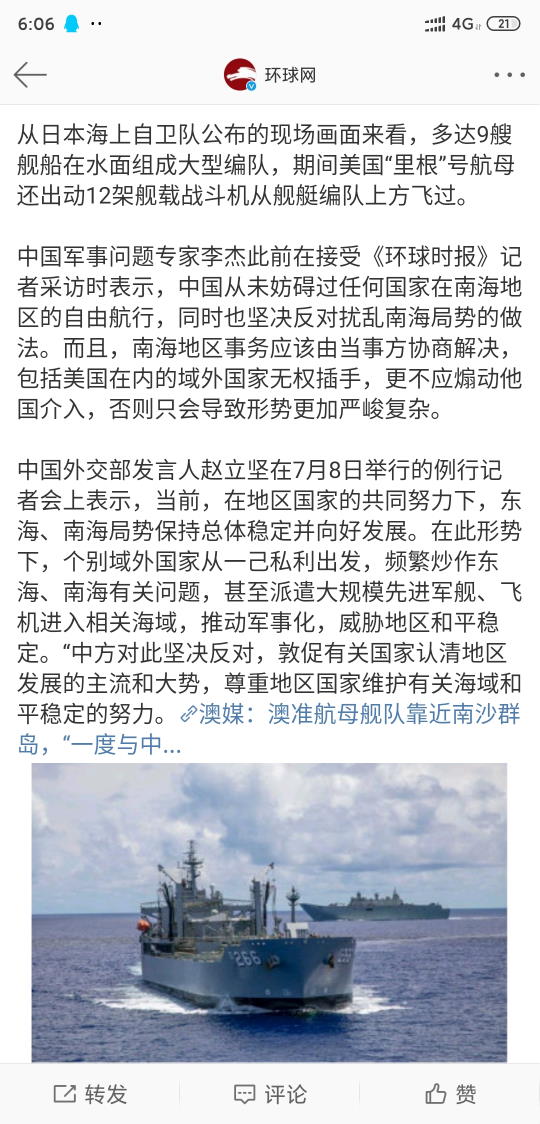 6:06
4G
21
环球网
从日本海上自卫队公布的现场画面来看，多达9艘
舰船在水面组成大型编队，期间美国“里根”号航母
还出动12架舰载战斗机从舰艇编队上方飞过。
中国军事问题专家李杰此前在接受《环球时报》记
者采访时表示，中国从未妨碍过任何国家在南海地
区的自由航行，同时也坚决反对扰乱南海局势的做
法。而且，南海地区事务应该由当事方协商解决，
包括美国在内的域外国家无权插手，更不应煽动他
国介入，否则只会导致形势更加严峻复杂。
中国外交部发言人赵立坚在7月8日举行的例行记
者会上表示，当前，在地区国家的共同努力下，东
海、南海局势保持总体稳定并向好发展。在此形势
下，个别域外国家从一己私利出发，频繁炒作东
海、南海有关问题，甚至派遣大规模先进军舰、飞
机进入相关海域，推动军事化，威胁地区和平稳
定。“中方对此坚决反对，敦促有关国家认清地区
发展的主流和大势，尊重地区国家维护有关海域和
平稳定的努力。澳媒：澳准航母舰队靠近南沙群
岛，“一度与中...
266
转发
评论
赞